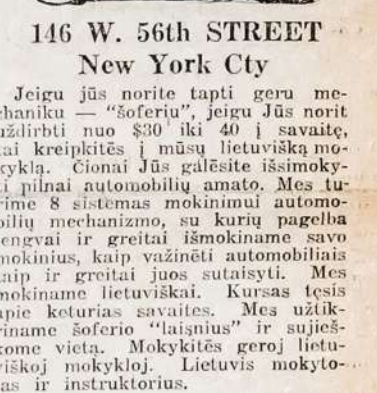 146 W. 56th STREET
New York Cty
Jeigu jūs norite tapti geru me-
chaniku — "šoferiu", jeigu Jūs norit
uždirbti nuo $30 iki 40 į savaitę,
tai kreipkitės į mūsų lietuvišką mo-
kyklą. Čionai Jūs galėsite išsimoky-
ti pilnai automobilių amato. Mes tu-
rime 8 sistemas mokinimui automo-
bilių mechanizmo, su kurių pagelba
lengvai ir greitai išmokiname savo
mokinius, kaip važinėti automobiliais
taip ir greitai juos sutaisyti. Mes
mokiname lietuviškai. Kursas tęsis
apie keturias savaites. Mes užtik-
riname šoferio "laisnius" ir sujieš-
kome vietą. Mokykitės geroj lietu-
viškoj mokykloj. Lietuvis mokyto-
jas ir instruktorius.